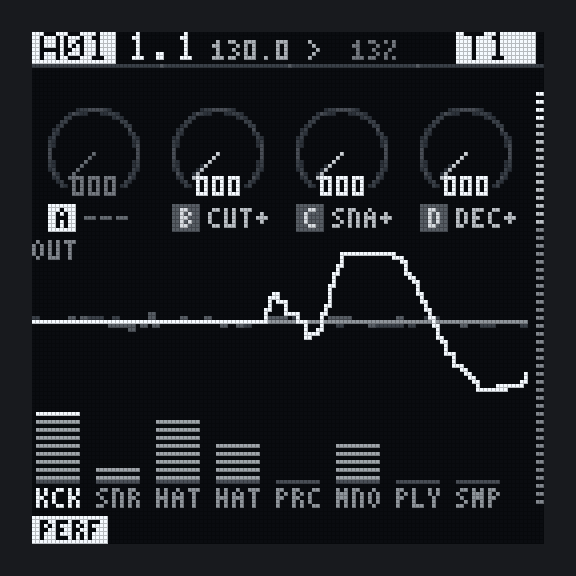 A01 1.1 130.0 > 13% T1
000 000 000 000
A --- B CUT+ C SNA+ D DEC+
OUT
KCK SNR HAT HAT PRC MNO PLY SMP
PERF